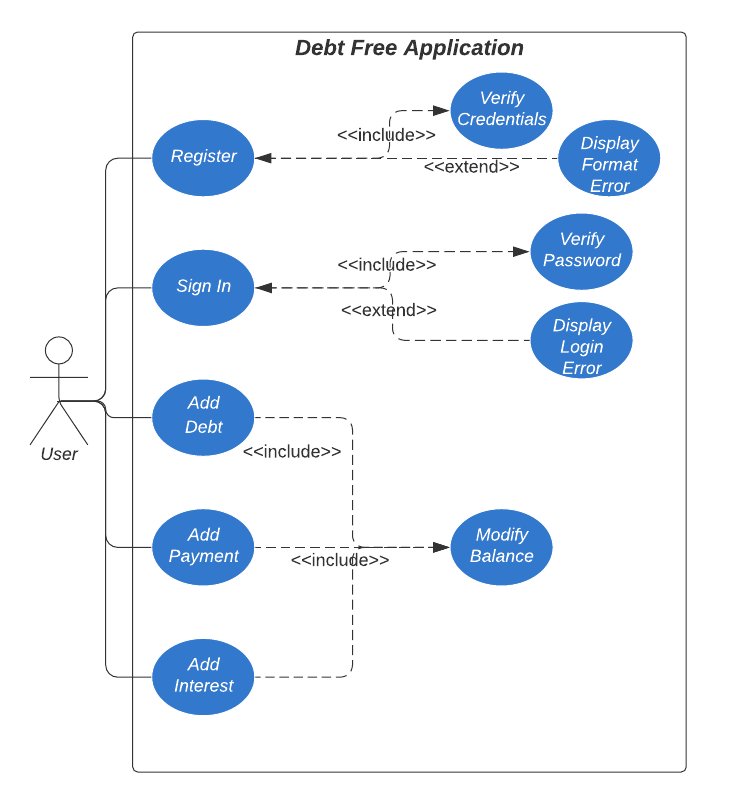 Debt Free Application
Verify
Credentials
<<include>>
Register
Display
Format
Error
<<extend>>
Verify
Password
<<include>>
Sign In
<<extend>>
Display
Login
Error
Add
Debt
<<include>>
User
Add
Payment
<<include>>
Modify
Balance
Add
Interest